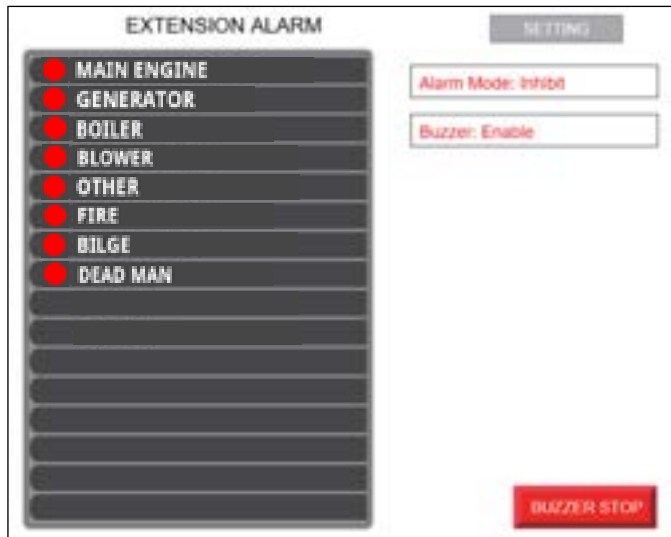 EXTENSION ALARM
SETTING
MAIN ENGINE
GENERATOR
BOILER
BLOWER
OTHER
FIRE
BILGE
DEAD MAN
Alarm Mode: Inhibit
Buzzer: Enable
BUZZER STOP